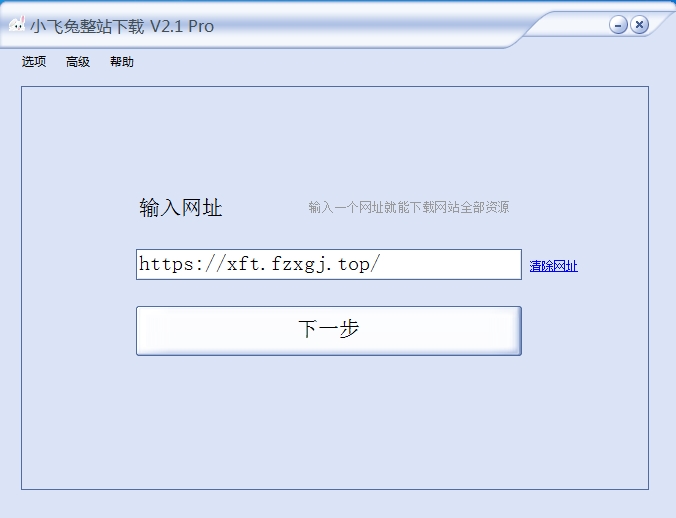 小飞兔整站下载 V2.1 Pro
选项 高级 帮助
输入网址 输入一个网址就能下载网站全部资源
https://xft.fzxgj.top/ 清除网址
下一步